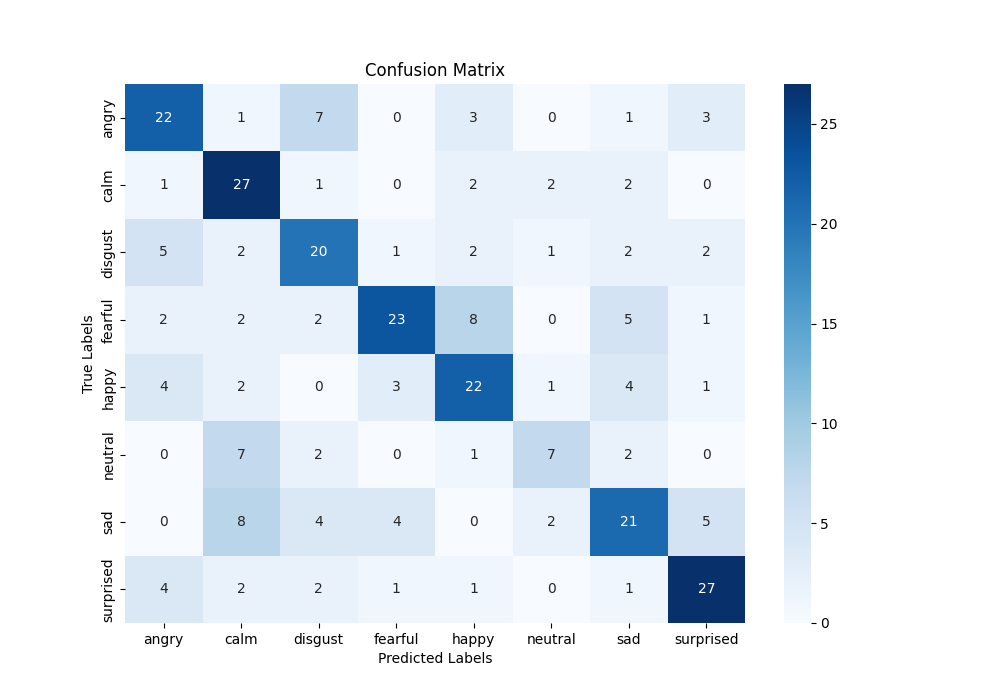 Confusion Matrix
True Labels
angry 22 1 7 0 3 0 1 3
calm 1 27 1 0 2 2 2 0
disgust 5 2 20 1 2 1 2 2
fearful 2 2 2 23 8 0 5 1
happy 4 2 0 3 22 1 4 1
neutral 0 7 2 0 1 7 2 0
sad 0 8 4 4 0 2 21 5
surprised 4 2 2 1 1 0 1 27
angry calm disgust fearful happy neutral sad surprised
Predicted Labels
25
20
15
10
5
0